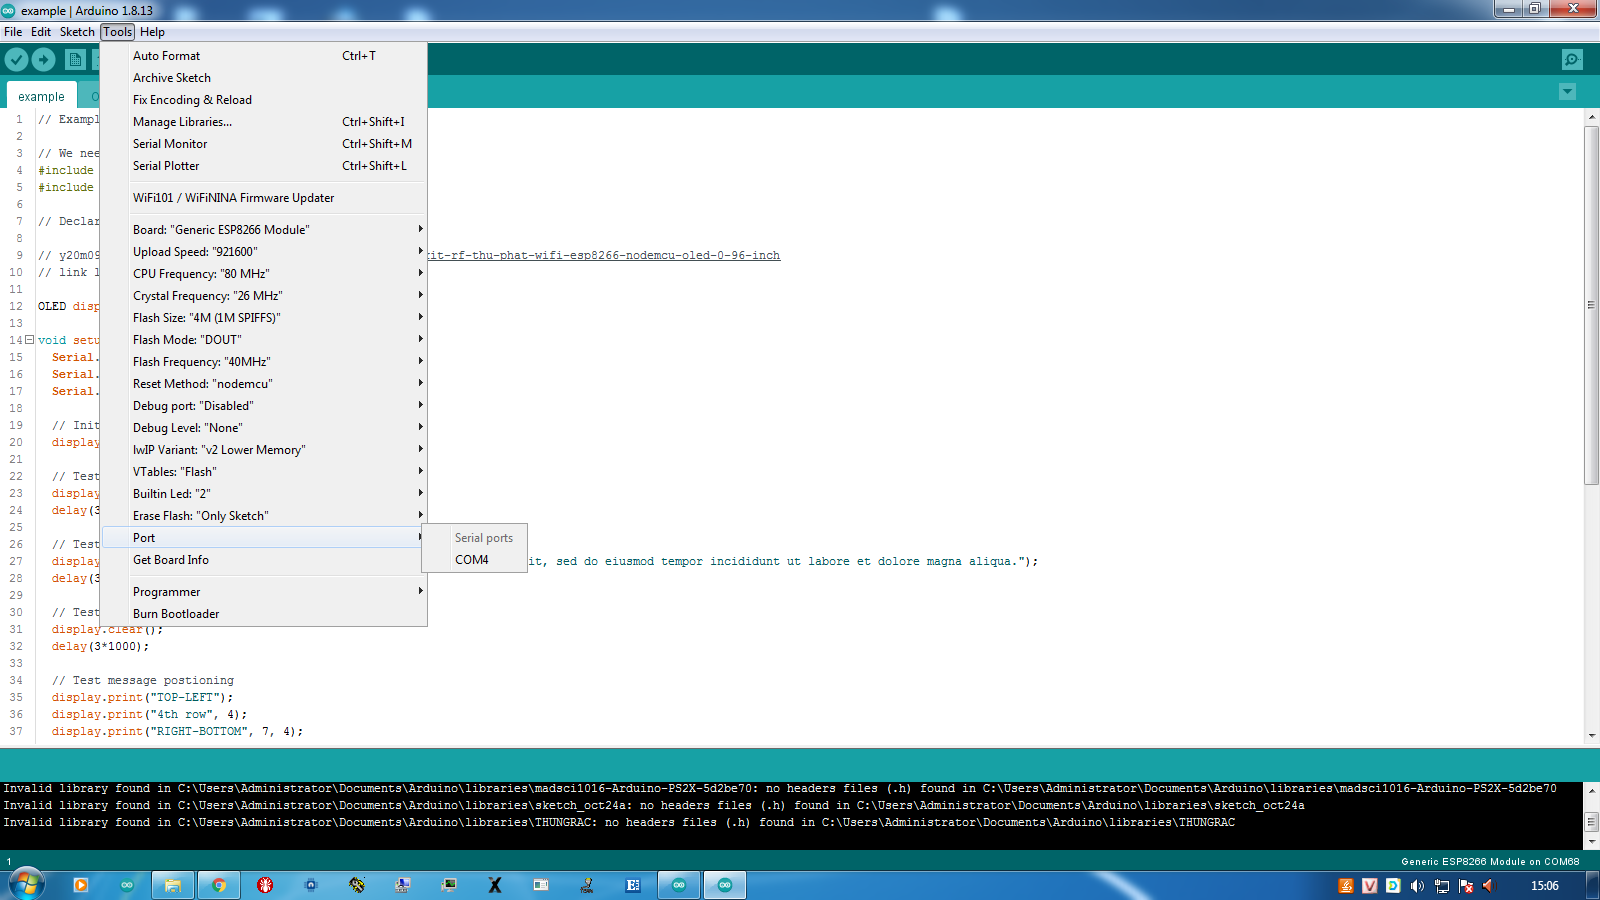 example | Arduino 1.8.13
File Edit Sketch Tools Help
Auto Format Ctrl+T
Archive Sketch
Fix Encoding & Reload
Manage Libraries... Ctrl+Shift+I
Serial Monitor Ctrl+Shift+M
Serial Plotter Ctrl+Shift+L
WiFi101 / WiFiNINA Firmware Updater
Board: "Generic ESP8266 Module"
Upload Speed: "921600"
CPU Frequency: "80 MHz"
Crystal Frequency: "26 MHz"
Flash Size: "4M (1M SPIFFS)"
Flash Mode: "DOUT"
Flash Frequency: "40MHz"
Reset Method: "nodemcu"
Debug port: "Disabled"
Debug Level: "None"
lwIP Variant: "v2 Lower Memory"
VTables: "Flash"
Builtin Led: "2"
Erase Flash: "Only Sketch"
Port
Get Board Info
Programmer
Burn Bootloader
Serial ports
COM4
example O
1 // Exampl
2
3 // We nee
4 #include
5 #include
6
7 // Declar
8
9 // y20m09 it-rf-thu-phat-wifi-esp8266-nodemcu-oled-0-96-inch
10 // link l
11
12 OLED disp
13
14 void setu
15 Serial.
16 Serial.
17 Serial.
18
19 // Init
20 display
21
22 // Test
23 display
24 delay(3
25
26 // Test
27 display it, sed do eiusmod tempor incididunt ut labore et dolore magna aliqua.");
28 delay(3
29
30 // Test
31 display.clear();
32 delay(3*1000);
33
34 // Test message postioning
35 display.print("TOP-LEFT");
36 display.print("4th row", 4);
37 display.print("RIGHT-BOTTOM", 7, 4);
Invalid library found in C:\Users\Administrator\Documents\Arduino\libraries\madsci1016-Arduino-PS2X-5d2be70: no headers files (.h) found in C:\Users\Administrator\Documents\Arduino\libraries\madsci1016-Arduino-PS2X-5d2be70
Invalid library found in C:\Users\Administrator\Documents\Arduino\libraries\sketch_oct24a: no headers files (.h) found in C:\Users\Administrator\Documents\Arduino\libraries\sketch_oct24a
Invalid library found in C:\Users\Administrator\Documents\Arduino\libraries\THUNGRAC: no headers files (.h) found in C:\Users\Administrator\Documents\Arduino\libraries\THUNGRAC
1 Generic ESP8266 Module on COM68
15:06